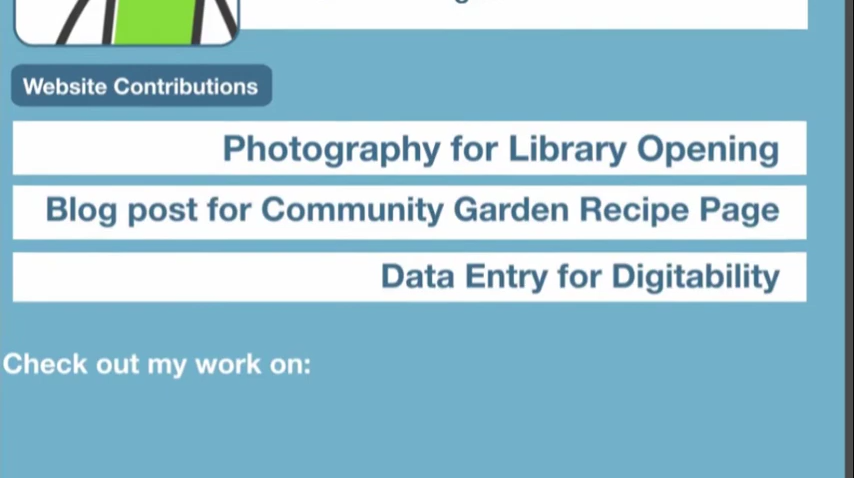 Website Contributions
Photography for Library Opening
Blog post for Community Garden Recipe Page
Data Entry for Digitability
Check out my work on: